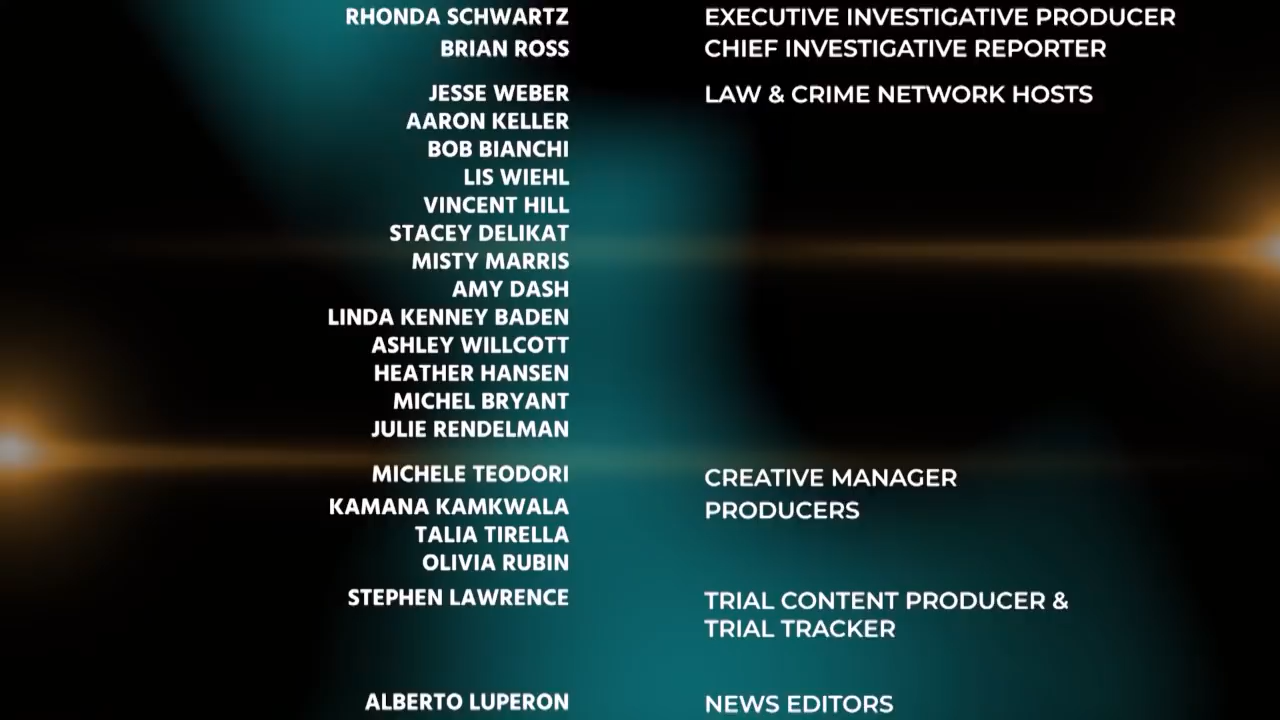 RHONDA SCHWARTZ EXECUTIVE INVESTIGATIVE PRODUCER
BRIAN ROSS CHIEF INVESTIGATIVE REPORTER
JESSE WEBER LAW & CRIME NETWORK HOSTS
AARON KELLER
BOB BIANCHI
LIS WIEHL
VINCENT HILL
STACEY DELIKAT
MISTY MARRIS
AMY DASH
LINDA KENNEY BADEN
ASHLEY WILLCOTT
HEATHER HANSEN
MICHEL BRYANT
JULIE RENDELMAN
MICHELE TEODORI CREATIVE MANAGER
KAMANA KAMKWALA PRODUCERS
TALIA TIRELLA
OLIVIA RUBIN
STEPHEN LAWRENCE TRIAL CONTENT PRODUCER &
TRIAL TRACKER
ALBERTO LUPERON NEWS EDITORS